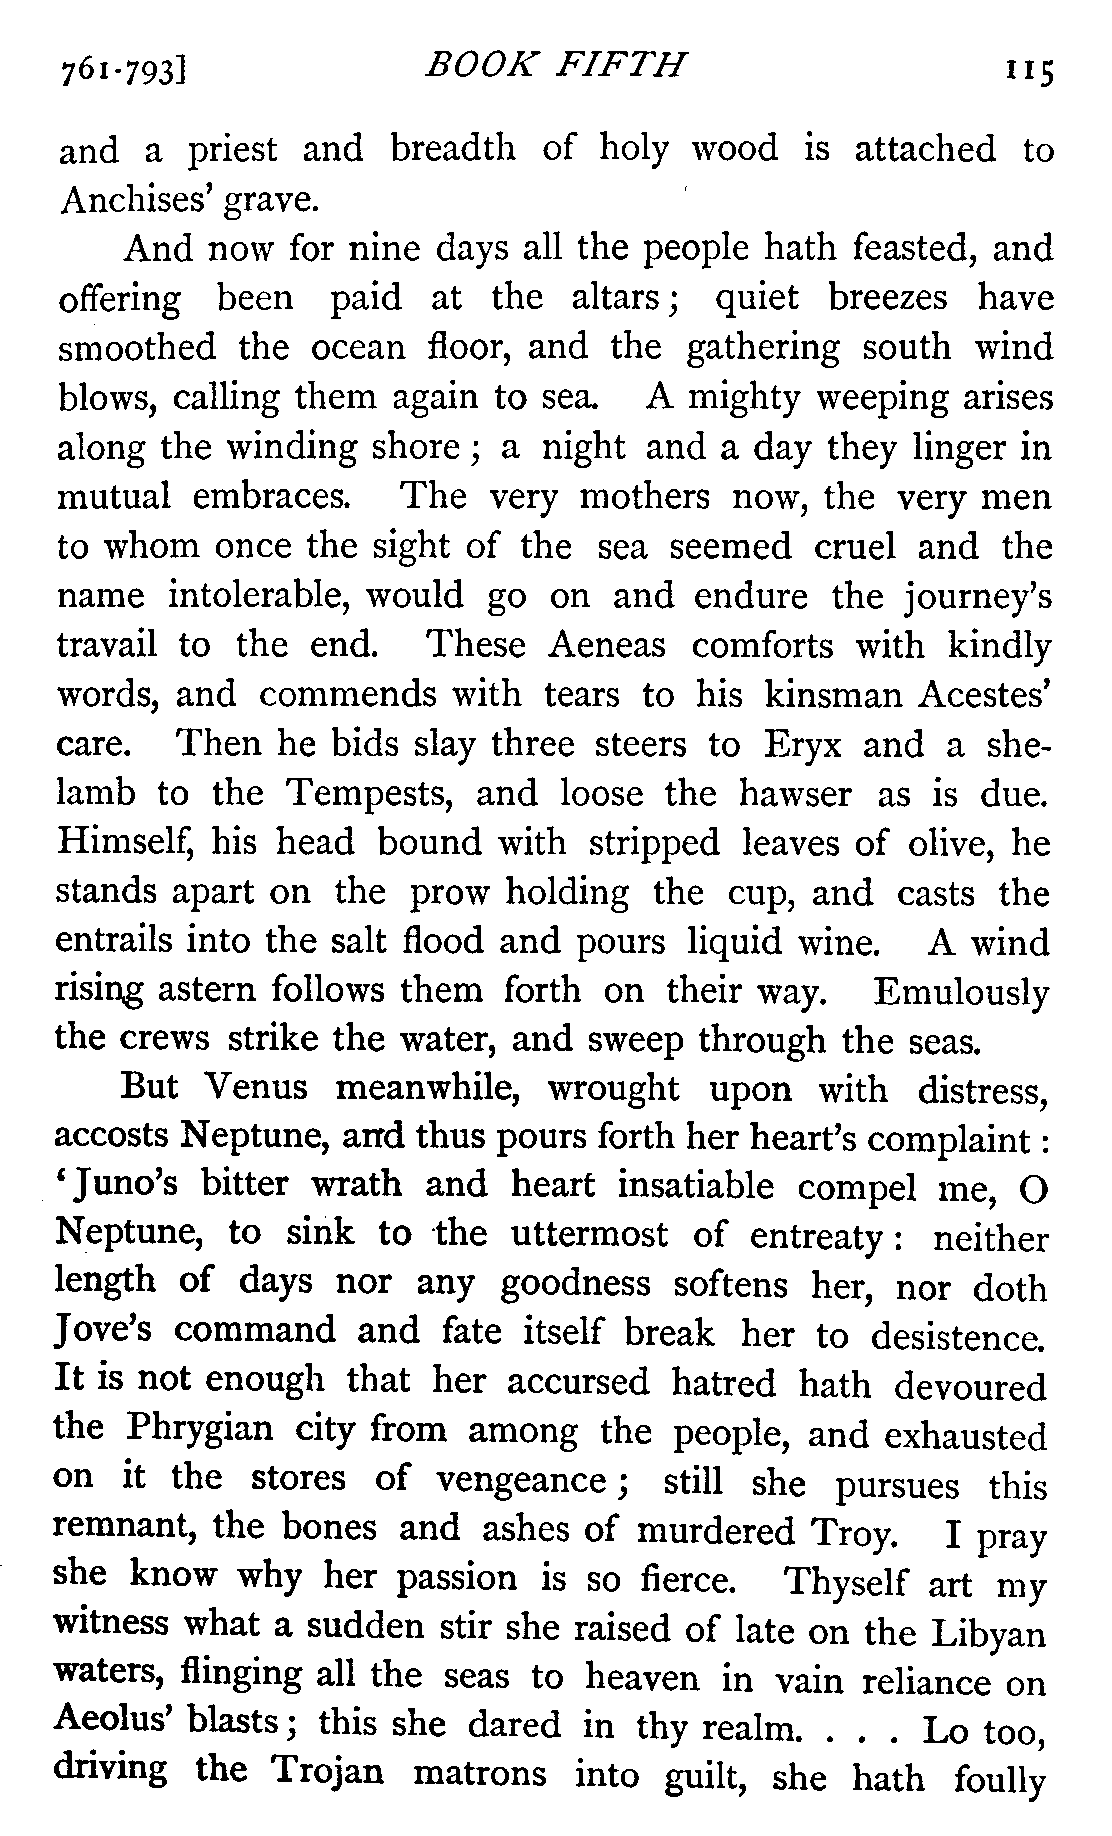 761-793] BOOK FIFTH 115
and a priest and breadth of holy wood is attached to
Anchises' grave.
And now for nine days all the people hath feasted, and
offering been paid at the altars; quiet breezes have
smoothed the ocean floor, and the gathering south wind
blows, calling them again to sea. A mighty weeping arises
along the winding shore; a night and a day they linger in
mutual embraces. The very mothers now, the very men
to whom once the sight of the sea seemed cruel and the
name intolerable, would go on and endure the journey's
travail to the end. These Aeneas comforts with kindly
words, and commends with tears to his kinsman Acestes'
care. Then he bids slay three steers to Eryx and a she-
lamb to the Tempests, and loose the hawser as is due.
Himself, his head bound with stripped leaves of olive, he
stands apart on the prow holding the cup, and casts the
entrails into the salt flood and pours liquid wine. A wind
rising astern follows them forth on their way. Emulously
the crews strike the water, and sweep through the seas.
But Venus meanwhile, wrought upon with distress,
accosts Neptune, and thus pours forth her heart's complaint:
'Juno's bitter wrath and heart insatiable compel me, O
Neptune, to sink to the uttermost of entreaty: neither
length of days nor any goodness softens her, nor doth
Jove's command and fate itself break her to desistence.
It is not enough that her accursed hatred hath devoured
the Phrygian city from among the people, and exhausted
on it the stores of vengeance; still she pursues this
remnant, the bones and ashes of murdered Troy. I pray
she know why her passion is so fierce. Thyself art my
witness what a sudden stir she raised of late on the Libyan
waters, flinging all the seas to heaven in vain reliance on
Aeolus' blasts; this she dared in thy realm. . . . Lo too,
driving the Trojan matrons into guilt, she hath foully